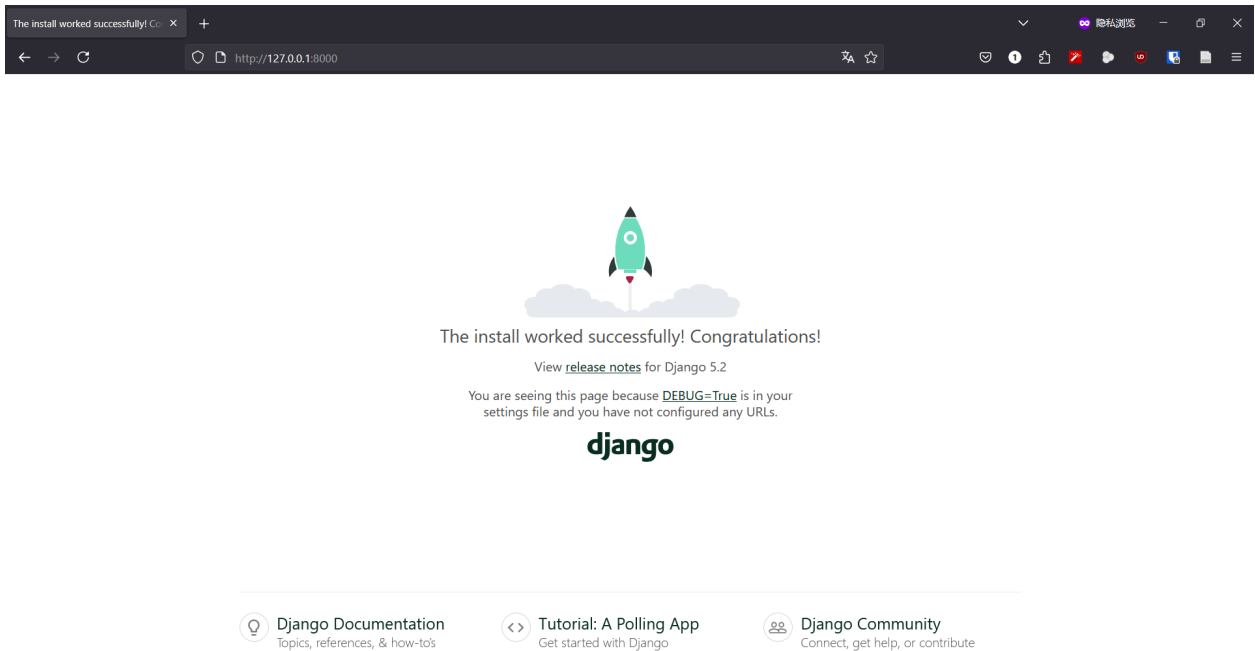 The install worked successfully! Co
隐私浏览
http://127.0.0.1:8000
1
The install worked successfully! Congratulations!
View release notes for Django 5.2
You are seeing this page because DEBUG=True is in your
settings file and you have not configured any URLs.
django
Django Documentation
Topics, references, & how-to's
Tutorial: A Polling App
Get started with Django
Django Community
Connect, get help, or contribute